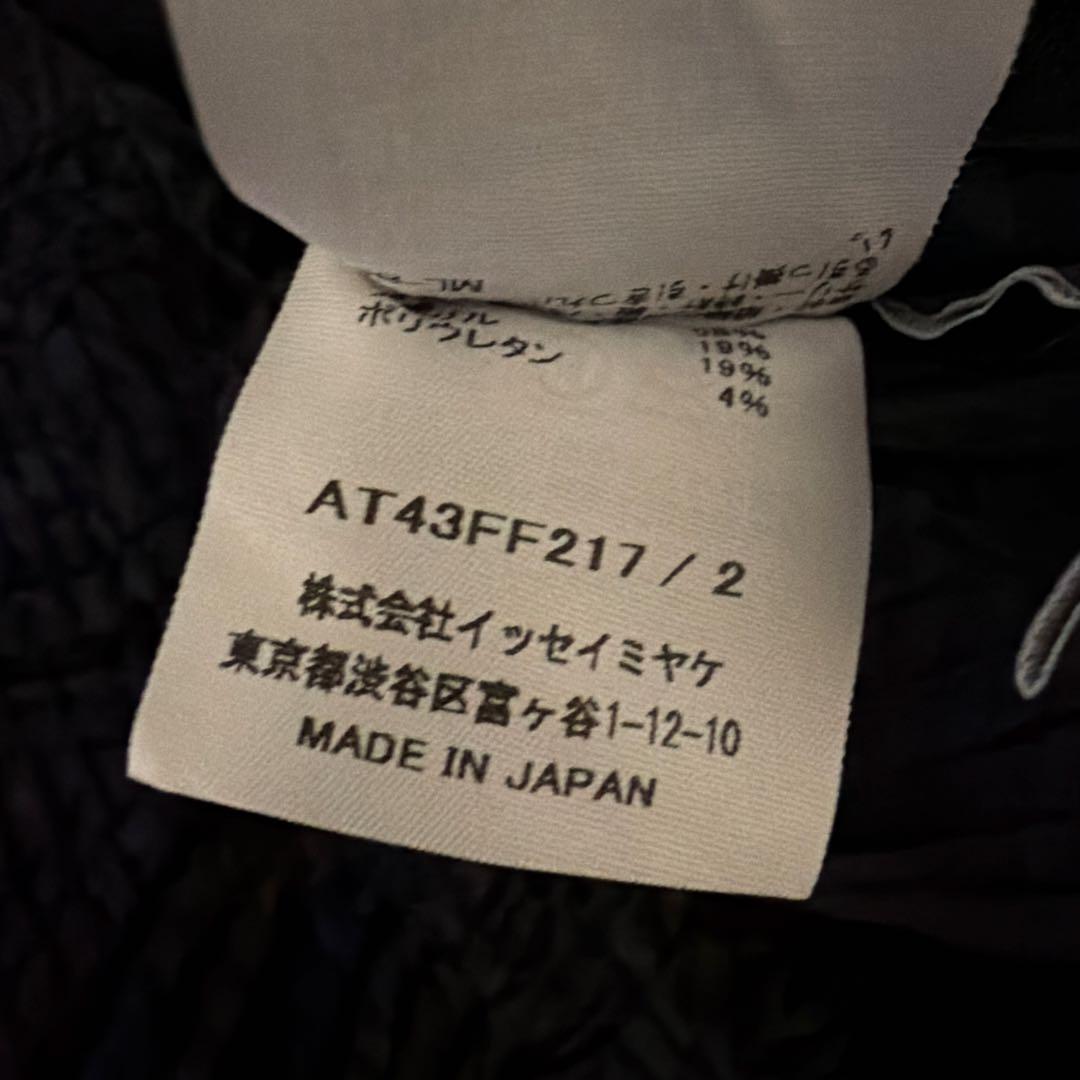 ポリウレタン
19%
19%
4%
AT43FF217 / 2
株式会社イッセイミヤケ
東京都渋谷区富ヶ谷1-12-10
MADE IN JAPAN